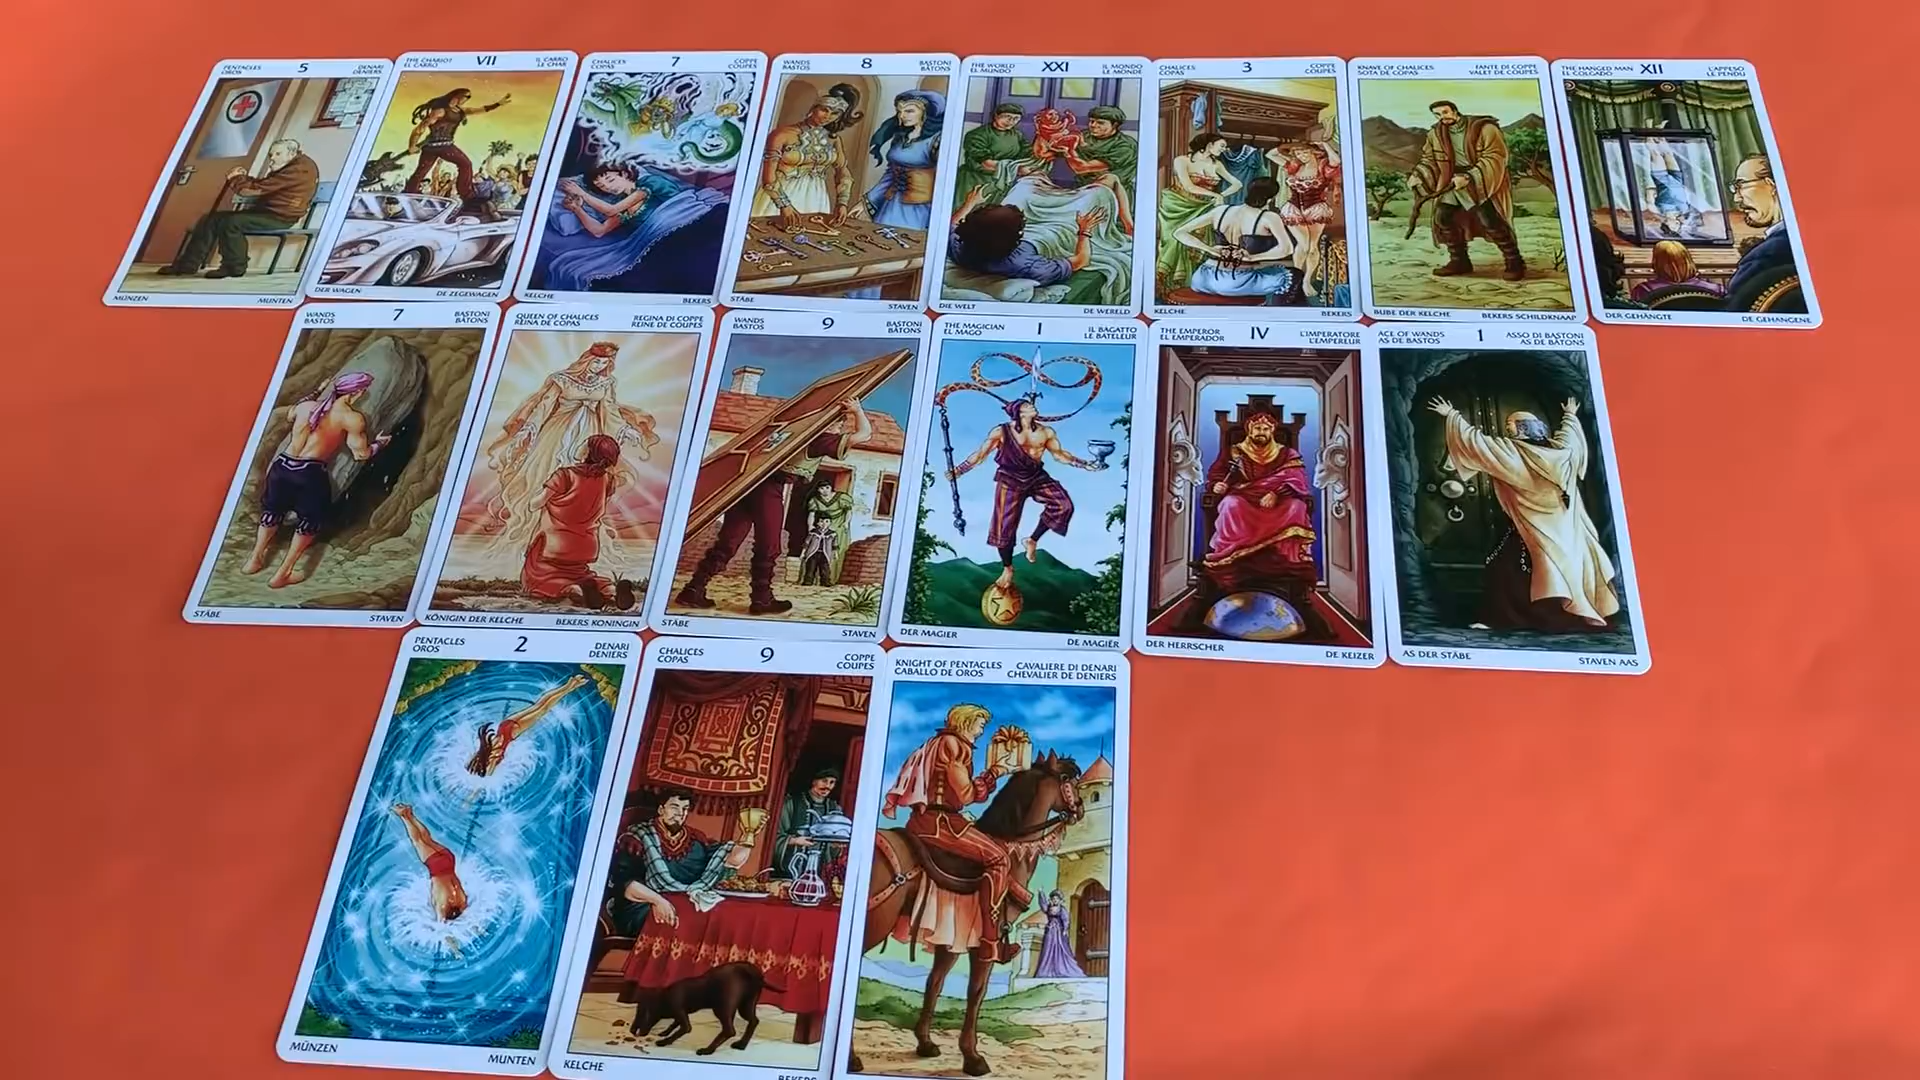 PENTACLES
OROS
5
DENARI
DENIERS
MÜNZEN
MUNTEN
THE CHARIOT
EL CARRO
VII
IL CARRO
LE CHAR
DER WAGEN
DE ZEGEWAGEN
CHALICES
COPAS
7
COPPE
COUPES
KELCHE
BEKERS
WANDS
BASTOS
8
BASTONI
BÂTONS
STÄBE
STAVEN
THE WORLD
EL MUNDO
XXI
IL MONDO
LE MONDE
DIE WELT
DE WERELD
CHALICES
COPAS
3
COPPE
COUPES
KELCHE
BEKERS
KNAVE OF CHALICES
SOTA DE COPAS
FANTE DI COPPE
VALET DE COUPES
BUBE DER KELCHE
BEKERS SCHILDKNAAP
THE HANGED MAN
EL COLGADO
XII
L'APPESO
LE PENDU
DER GEHÄNGTE
DE GEHANGENE
WANDS
BASTOS
7
BASTONI
BÂTONS
STÄBE
STAVEN
QUEEN OF CHALICES
REINA DE COPAS
REGINA DI COPPE
REINE DE COUPES
KÖNIGIN DER KELCHE
BEKERS KONINGIN
WANDS
BASTOS
9
BASTONI
BÂTONS
STÄBE
STAVEN
THE MAGICIAN
EL MAGO
I
IL BAGATTO
LE BATELEUR
DER MAGIER
DE MAGIËR
THE EMPEROR
EL EMPERADOR
IV
L'IMPERATORE
L'EMPEREUR
DER HERRSCHER
DE KEIZER
ACE OF WANDS
AS DE BASTOS
1
ASSO DI BASTONI
AS DE BÂTONS
AS DER STÄBE
STAVEN AAS
PENTACLES
OROS
2
DENARI
DENIERS
MÜNZEN
MUNTEN
CHALICES
COPAS
9
COPPE
COUPES
KELCHE
BEKERS
KNIGHT OF PENTACLES
CABALLO DE OROS
CAVALIERE DI DENARI
CHEVALIER DE DENIERS